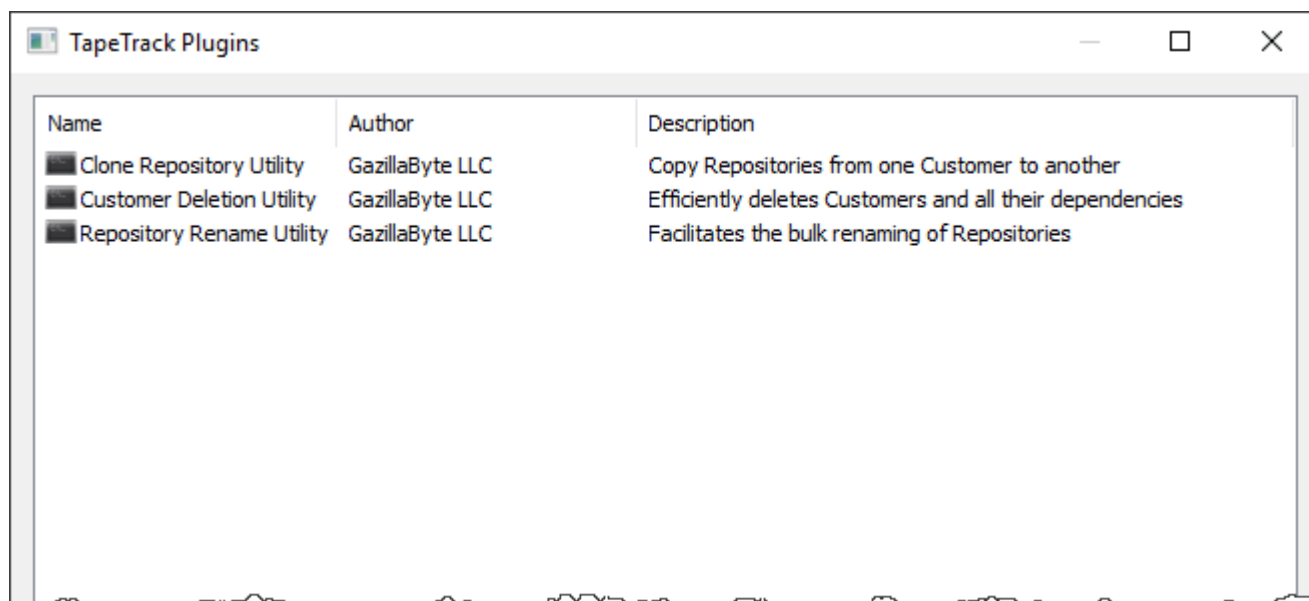 TapeTrack Plugins
Name Author Description
Clone Repository Utility GazillaByte LLC Copy Repositories from one Customer to another
Customer Deletion Utility GazillaByte LLC Efficiently deletes Customers and all their dependencies
Repository Rename Utility GazillaByte LLC Facilitates the bulk renaming of Repositories